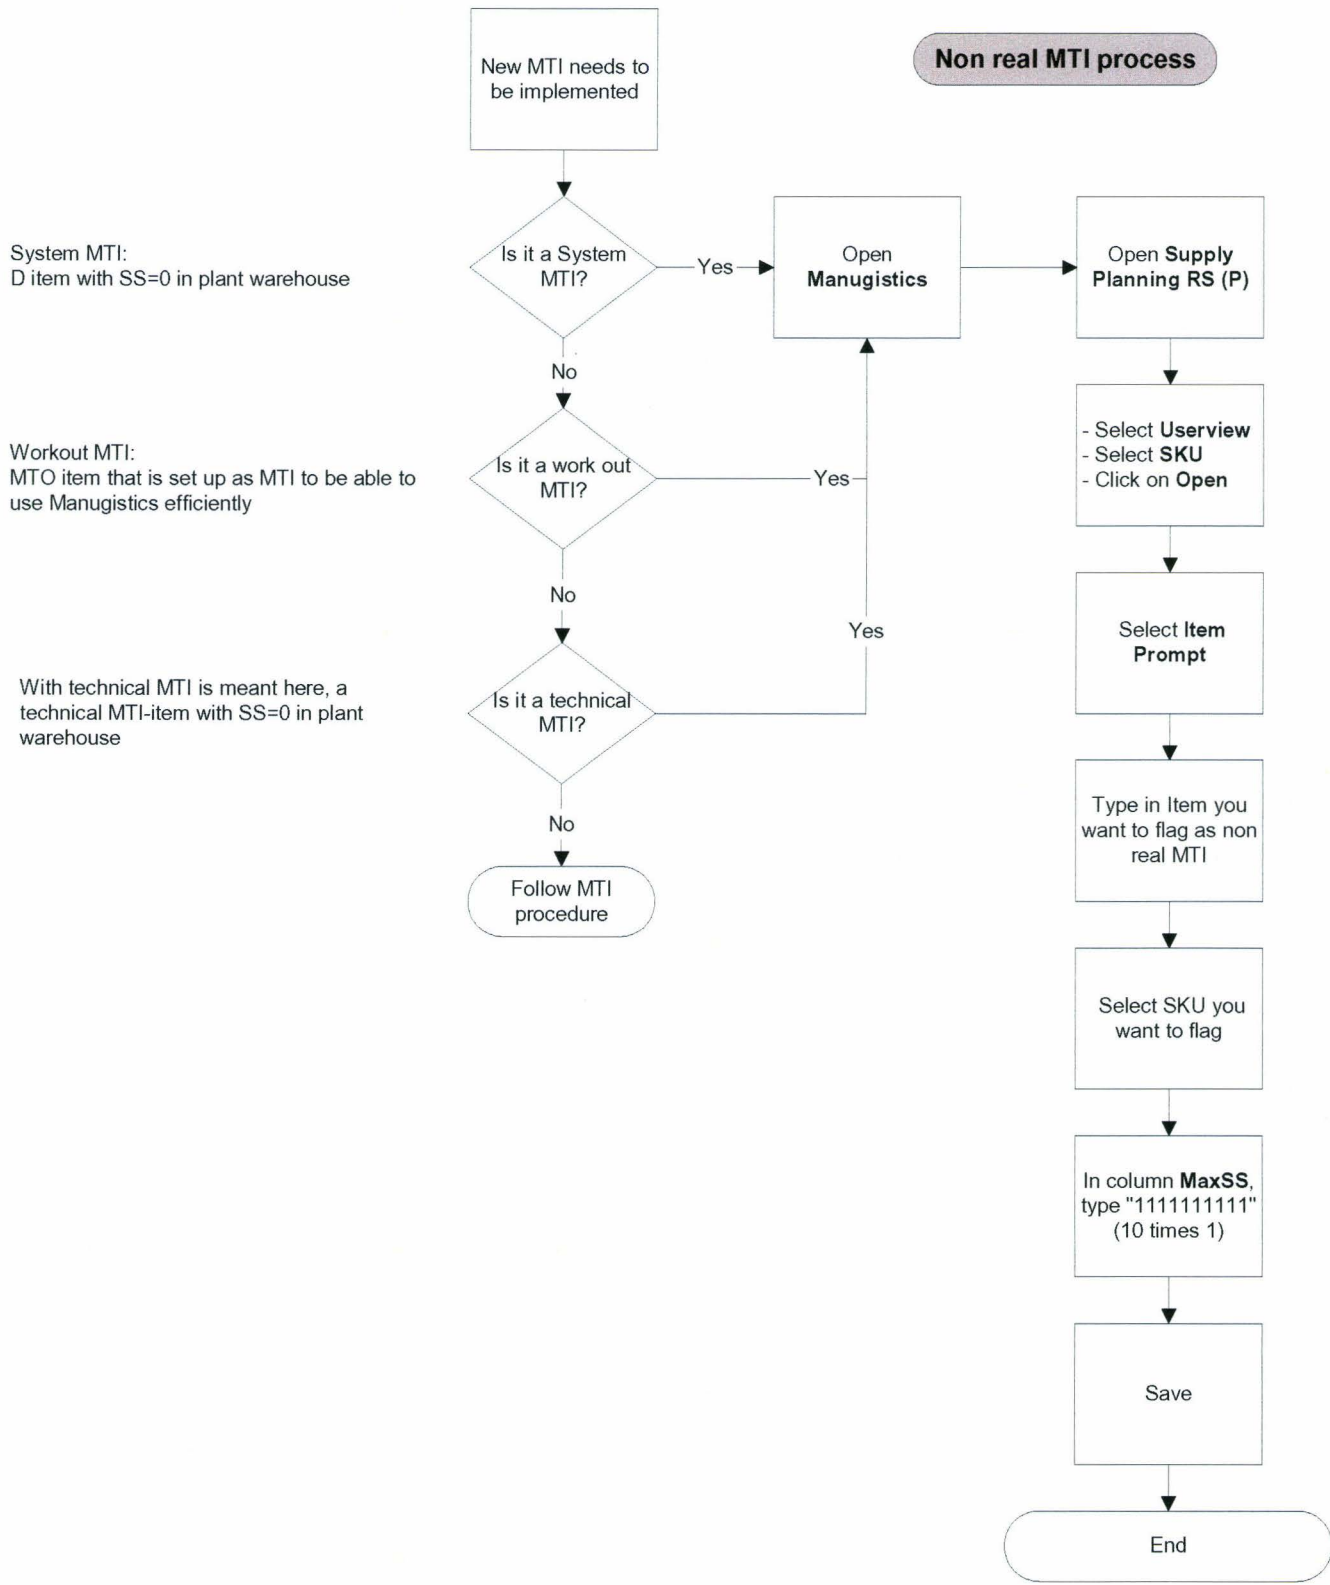 Non real MTI process
New MTI needs to
be implemented
System MTI:
D item with SS=0 in plant warehouse
Is it a System
MTI?
Yes
Open
Manugistics
Open Supply
Planning RS (P)
No
- Select Userview
- Select SKU
- Click on Open
Workout MTI:
MTO item that is set up as MTI to be able to
use Manugistics efficiently
Is it a work out
MTI?
Yes
No
Select Item
Prompt
Yes
With technical MTI is meant here, a
technical MTI-item with SS=0 in plant
warehouse
Is it a technical
MTI?
No
Type in Item you
want to flag as non
real MTI
Follow MTI
procedure
Select SKU you
want to flag
In column MaxSS,
type "1111111111"
(10 times 1)
Save
End